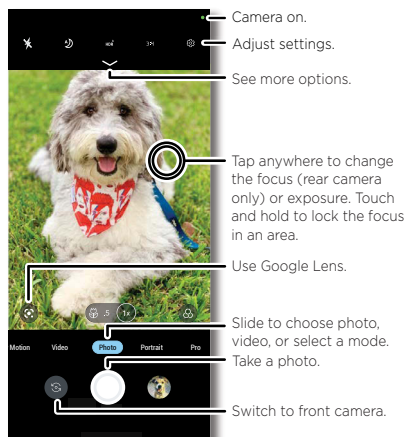 Camera on.
Adjust settings.
See more options.
Tap anywhere to change
the focus (rear camera
only) or exposure. Touch
and hold to lock the focus
in an area.
Use Google Lens.
.5 1x
Slide to choose photo,
video, or select a mode.
Motion Video Photo Portrait Pro
Take a photo.
Switch to front camera.